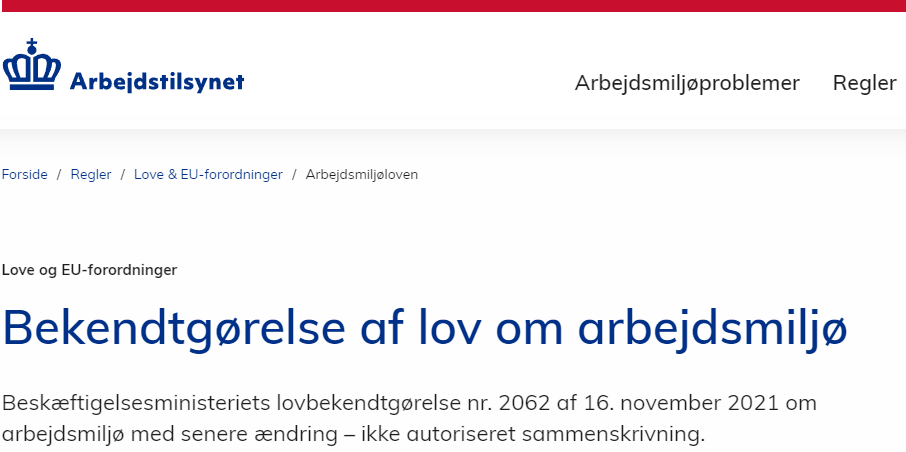 Arbejdstilsynet
Arbejdsmiljøproblemer Regler
Forside / Regler / Love & EU-forordninger / Arbejdsmiljøloven
Love og EU-forordninger
Bekendtgørelse af lov om arbejdsmiljø
Beskæftigelsesministeriets lovbekendtgørelse nr. 2062 af 16. november 2021 om
arbejdsmiljø med senere ændring – ikke autoriseret sammenskrivning.